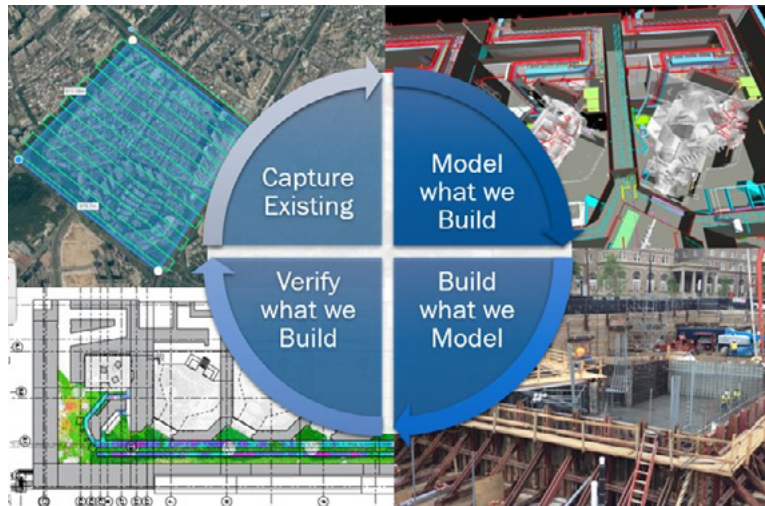 Capture
Existing
Model
what we
Build
Verify
what we
Build
Build
what we
Model